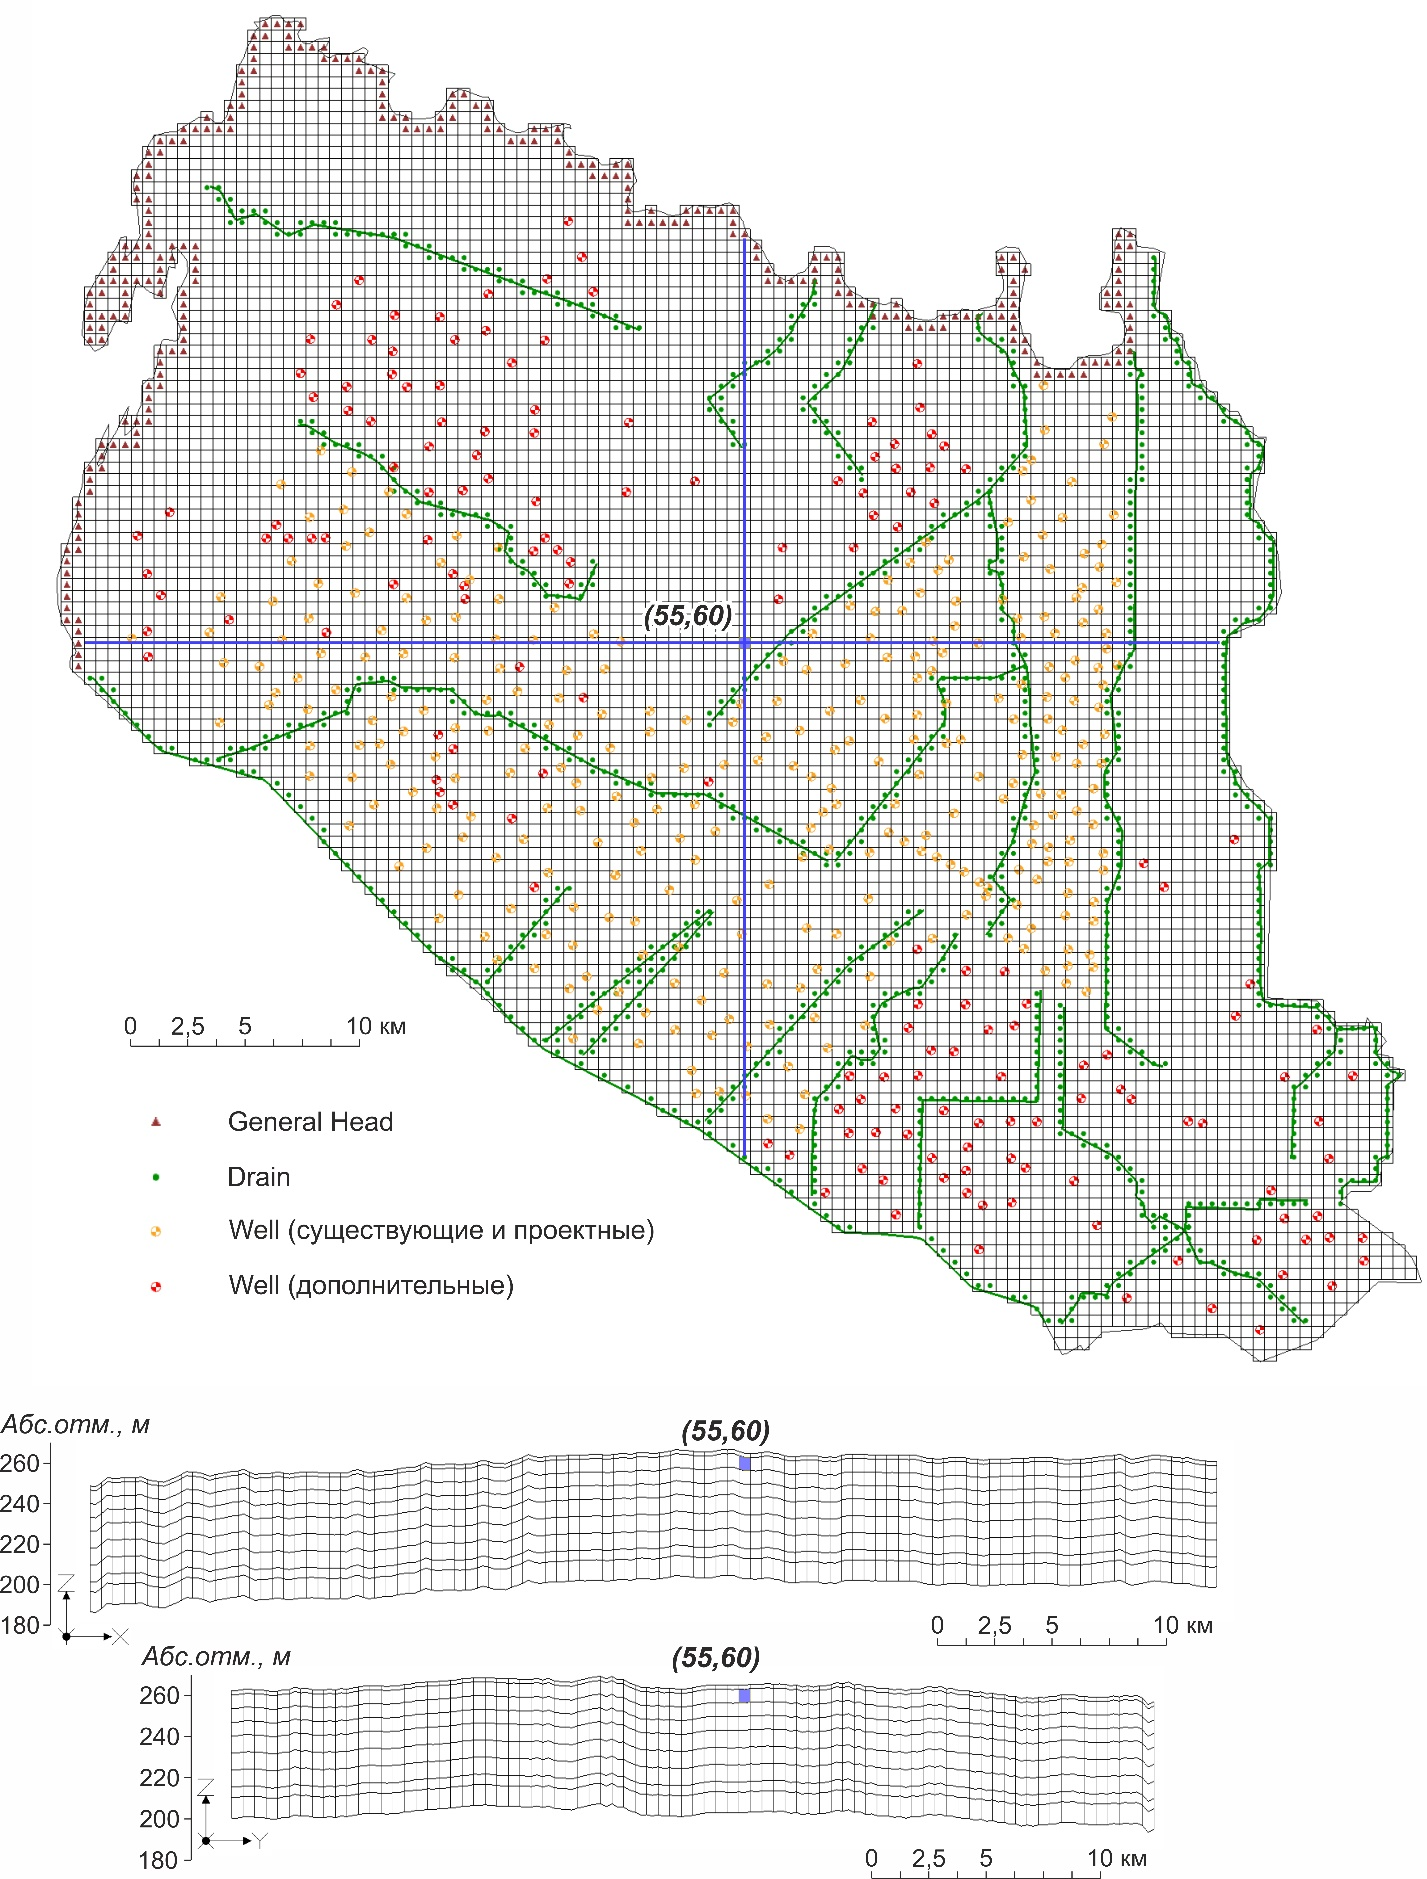 (55,60)
0 2,5 5 10 км
General Head
Drain
Well (существующие и проектные)
Well (дополнительные)
Абс.отм., м
(55,60)
260
240
220
200
180
Z
X
0 2,5 5 10 км
Абс.отм., м
(55,60)
260
240
220
200
180
Z
X
Y
0 2,5 5 10 км